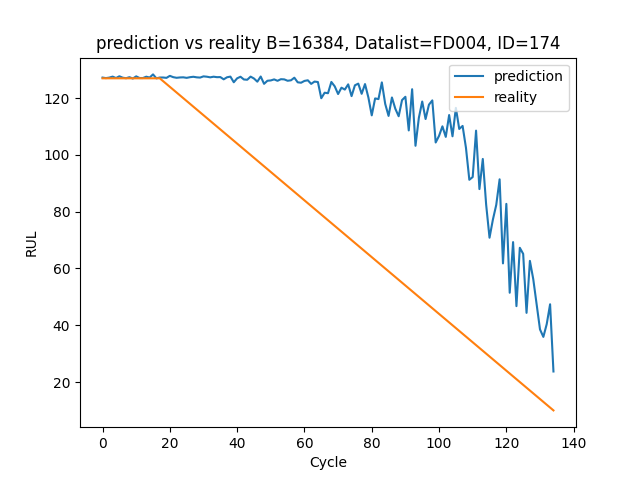 prediction vs reality B=16384, Datalist=FD004, ID=174
prediction
reality
RUL
120
100
80
60
40
20
0 20 40 60 80 100 120 140
Cycle